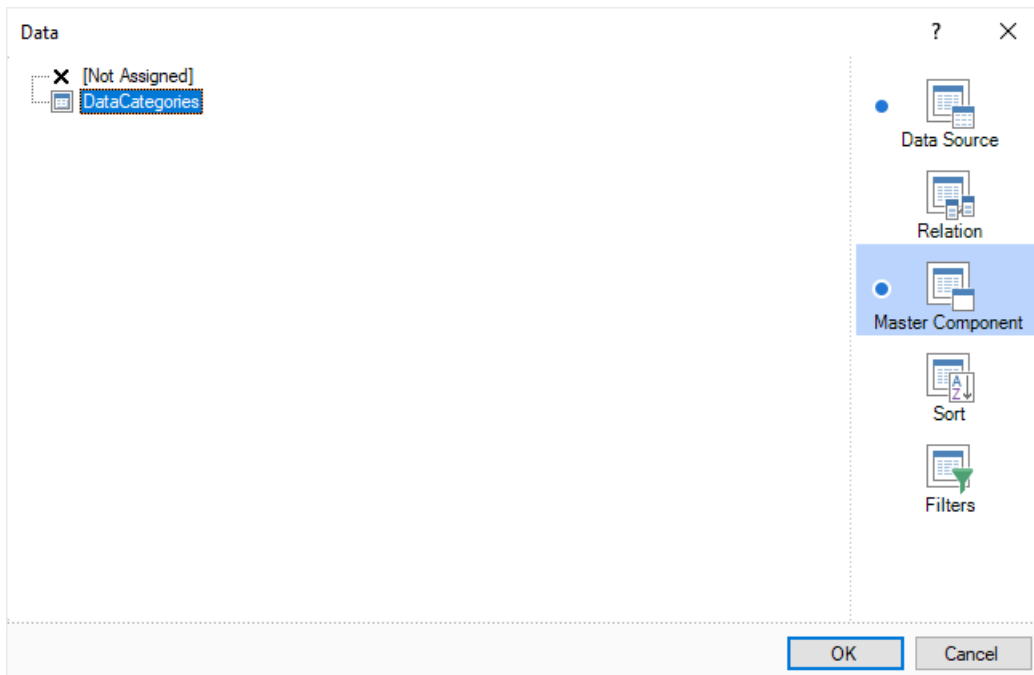 Data
?
[Not Assigned]
DataCategories
Data Source
Relation
Master Component
Sort
Filters
OK
Cancel